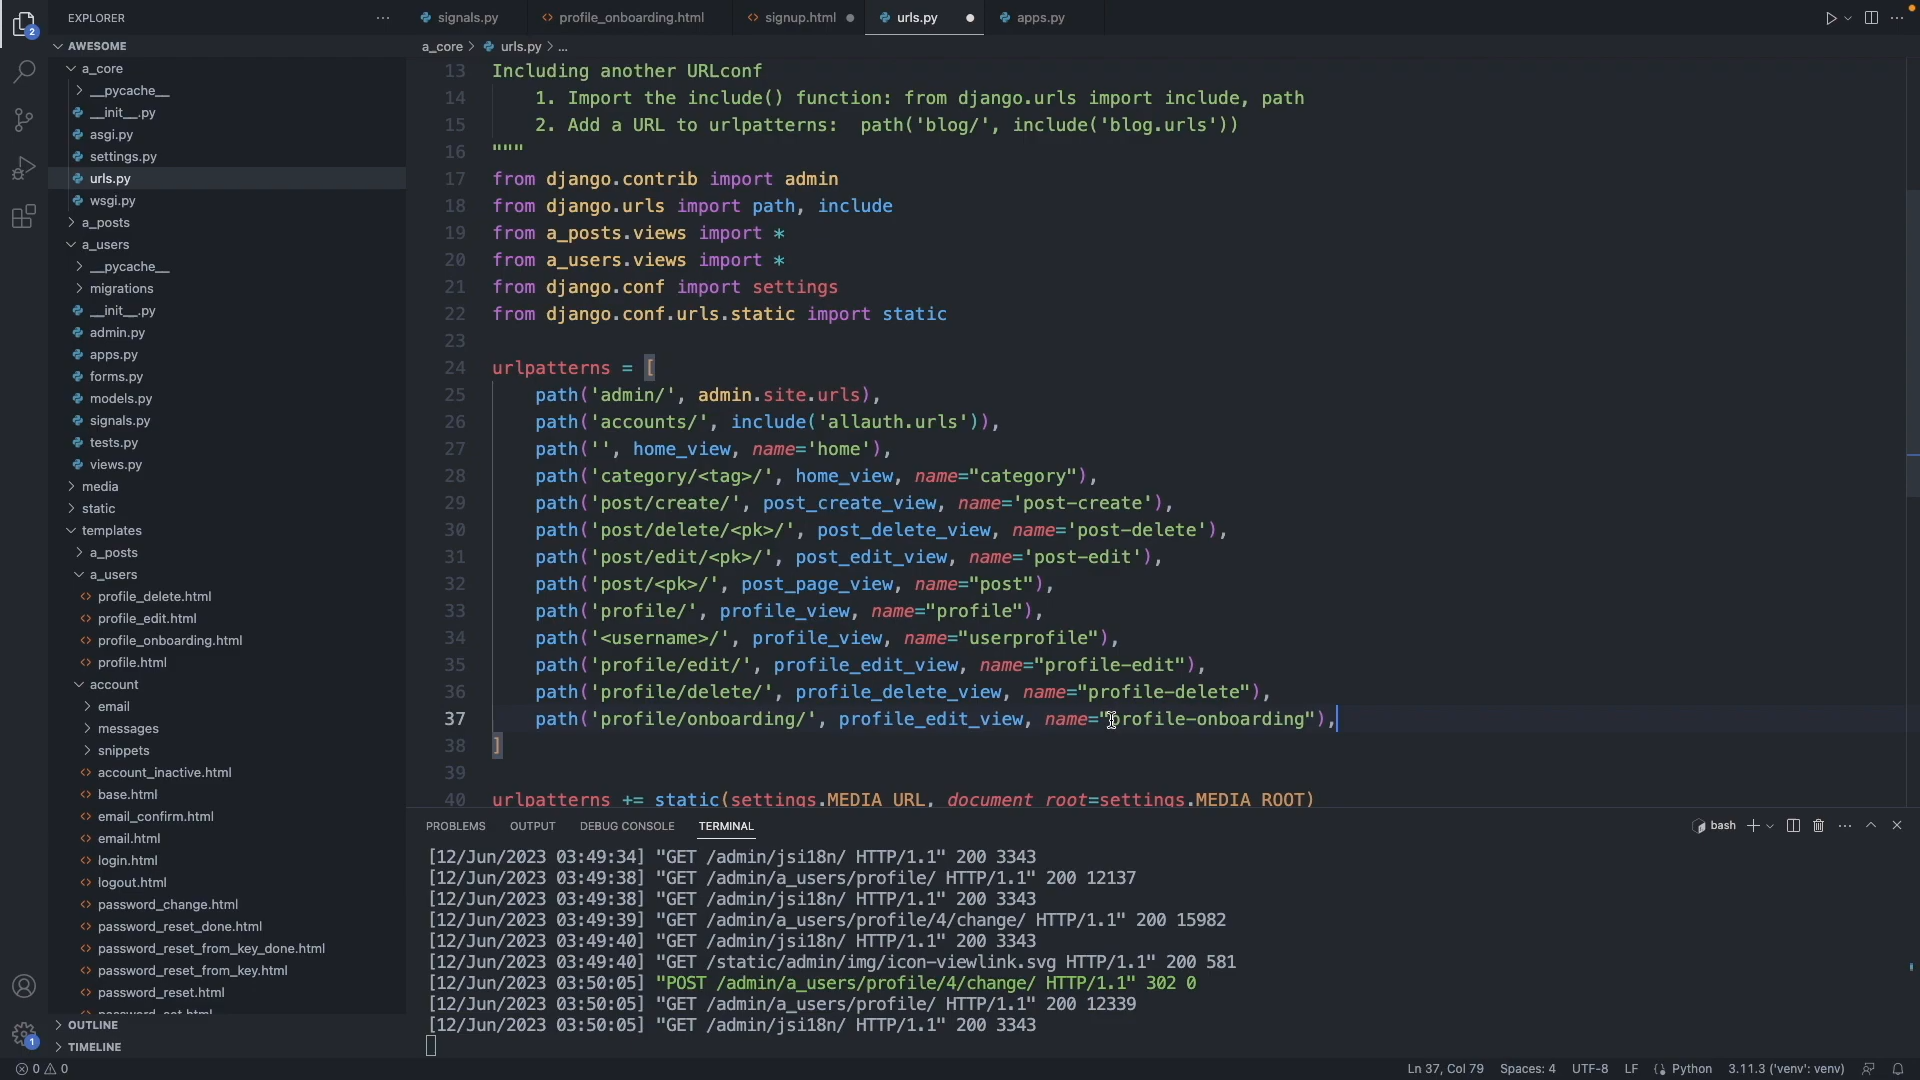 EXPLORER
signals.py
profile_onboarding.html
signup.html
urls.py
apps.py
2
AWESOME
a_core > urls.py > ...
a_core
__pycache__
__init__.py
asgi.py
settings.py
urls.py
wsgi.py
a_posts
a_users
__pycache__
migrations
__init__.py
admin.py
apps.py
forms.py
models.py
signals.py
tests.py
views.py
media
static
templates
a_posts
a_users
profile_delete.html
profile_edit.html
profile_onboarding.html
profile.html
account
email
messages
snippets
account_inactive.html
base.html
email_confirm.html
email.html
login.html
logout.html
password_change.html
password_reset_done.html
password_reset_from_key_done.html
password_reset_from_key.html
password_reset.html
password_set.html
OUTLINE
TIMELINE
1
13 Including another URLconf
14     1. Import the include() function: from django.urls import include, path
15     2. Add a URL to urlpatterns:  path('blog/', include('blog.urls'))
16 """
17 from django.contrib import admin
18 from django.urls import path, include
19 from a_posts.views import *
20 from a_users.views import *
21 from django.conf import settings
22 from django.conf.urls.static import static
23
24 urlpatterns = [
25     path('admin/', admin.site.urls),
26     path('accounts/', include('allauth.urls')),
27     path('', home_view, name='home'),
28     path('category/<tag>/', home_view, name="category"),
29     path('post/create/', post_create_view, name='post-create'),
30     path('post/delete/<pk>/', post_delete_view, name='post-delete'),
31     path('post/edit/<pk>/', post_edit_view, name='post-edit'),
32     path('post/<pk>/', post_page_view, name="post"),
33     path('profile/', profile_view, name="profile"),
34     path('<username>/', profile_view, name="userprofile"),
35     path('profile/edit/', profile_edit_view, name="profile-edit"),
36     path('profile/delete/', profile_delete_view, name="profile-delete"),
37     path('profile/onboarding/', profile_edit_view, name="profile-onboarding"),
38 ]
39
40 urlpatterns += static(settings.MEDIA_URL, document_root=settings.MEDIA_ROOT)
PROBLEMS OUTPUT DEBUG CONSOLE TERMINAL
bash
[12/Jun/2023 03:49:34] "GET /admin/jsi18n/ HTTP/1.1" 200 3343
[12/Jun/2023 03:49:38] "GET /admin/a_users/profile/ HTTP/1.1" 200 12137
[12/Jun/2023 03:49:38] "GET /admin/jsi18n/ HTTP/1.1" 200 3343
[12/Jun/2023 03:49:39] "GET /admin/a_users/profile/4/change/ HTTP/1.1" 200 15982
[12/Jun/2023 03:49:40] "GET /admin/jsi18n/ HTTP/1.1" 200 3343
[12/Jun/2023 03:49:40] "GET /static/admin/img/icon-viewlink.svg HTTP/1.1" 200 581
[12/Jun/2023 03:50:05] "POST /admin/a_users/profile/4/change/ HTTP/1.1" 302 0
[12/Jun/2023 03:50:05] "GET /admin/a_users/profile/ HTTP/1.1" 200 12339
[12/Jun/2023 03:50:05] "GET /admin/jsi18n/ HTTP/1.1" 200 3343
0 0
Ln 37, Col 79 Spaces: 4 UTF-8 LF Python 3.11.3 ('venv': venv)